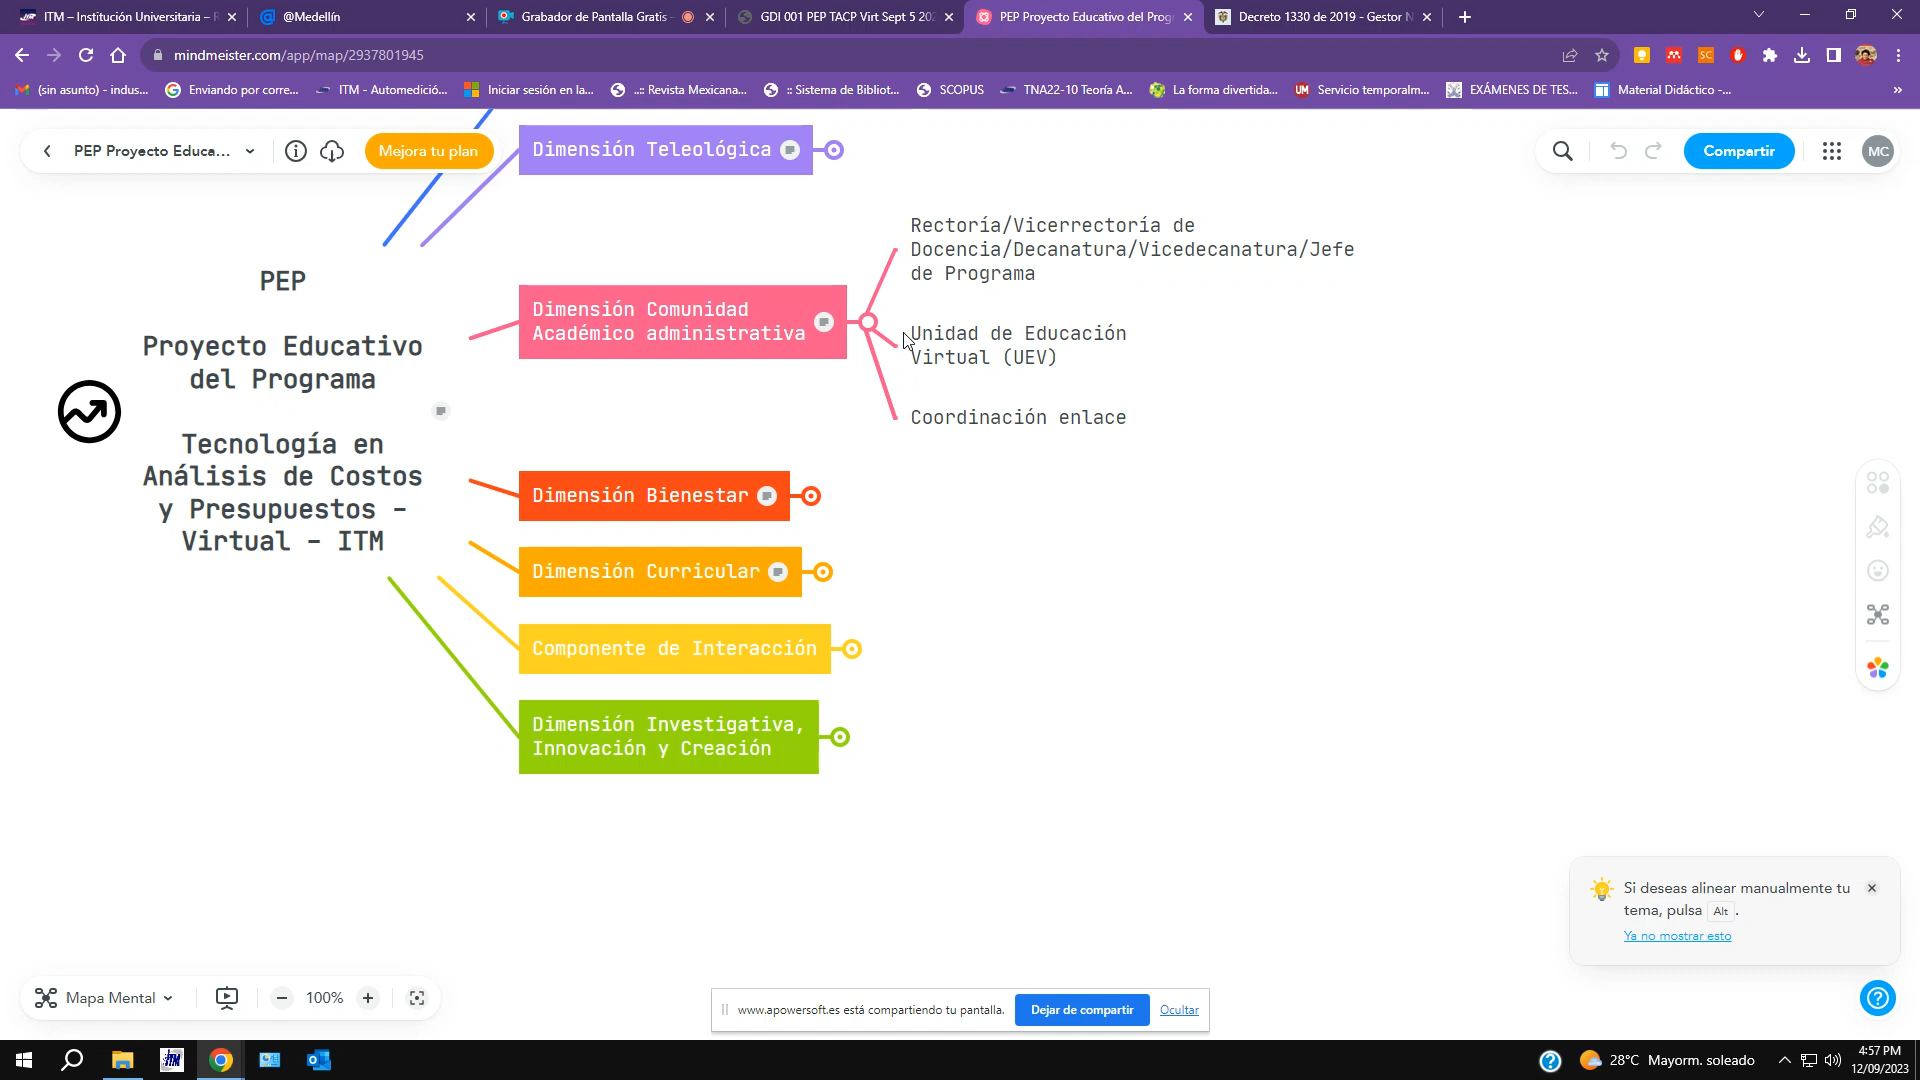 ITM – Institución Universitaria – R
@Medellín
Grabador de Pantalla Gratis -
GDI 001 PEP TACP Virt Sept 5 202
PEP Proyecto Educativo del Prog
Decreto 1330 de 2019 - Gestor N
mindmeister.com/app/map/2937801945
(sin asunto) - indus...
Enviando por corre...
ITM - Automedició...
Iniciar sesión en la...
..:: Revista Mexicana...
:: Sistema de Bibliot...
SCOPUS
TNA22-10 Teoría A...
La forma divertida...
UM Servicio temporalm...
EXÁMENES DE TES...
Material Didáctico -...
PEP Proyecto Educa...
Mejora tu plan
Compartir
MC
Dimensión Teleológica
PEP
Proyecto Educativo
del Programa
Tecnología en
Análisis de Costos
y Presupuestos -
Virtual - ITM
Dimensión Comunidad
Académico administrativa
Rectoría/Vicerrectoría de
Docencia/Decanatura/Vicedecanatura/Jefe
de Programa
Unidad de Educación
Virtual (UEV)
Coordinación enlace
Dimensión Bienestar
Dimensión Curricular
Componente de Interacción
Dimensión Investigativa,
Innovación y Creación
Si deseas alinear manualmente tu
tema, pulsa Alt .
Ya no mostrar esto
Mapa Mental
100%
www.apowersoft.es está compartiendo tu pantalla.
Dejar de compartir
Ocultar
28°C Mayorm. soleado
4:57 PM
12/09/2023